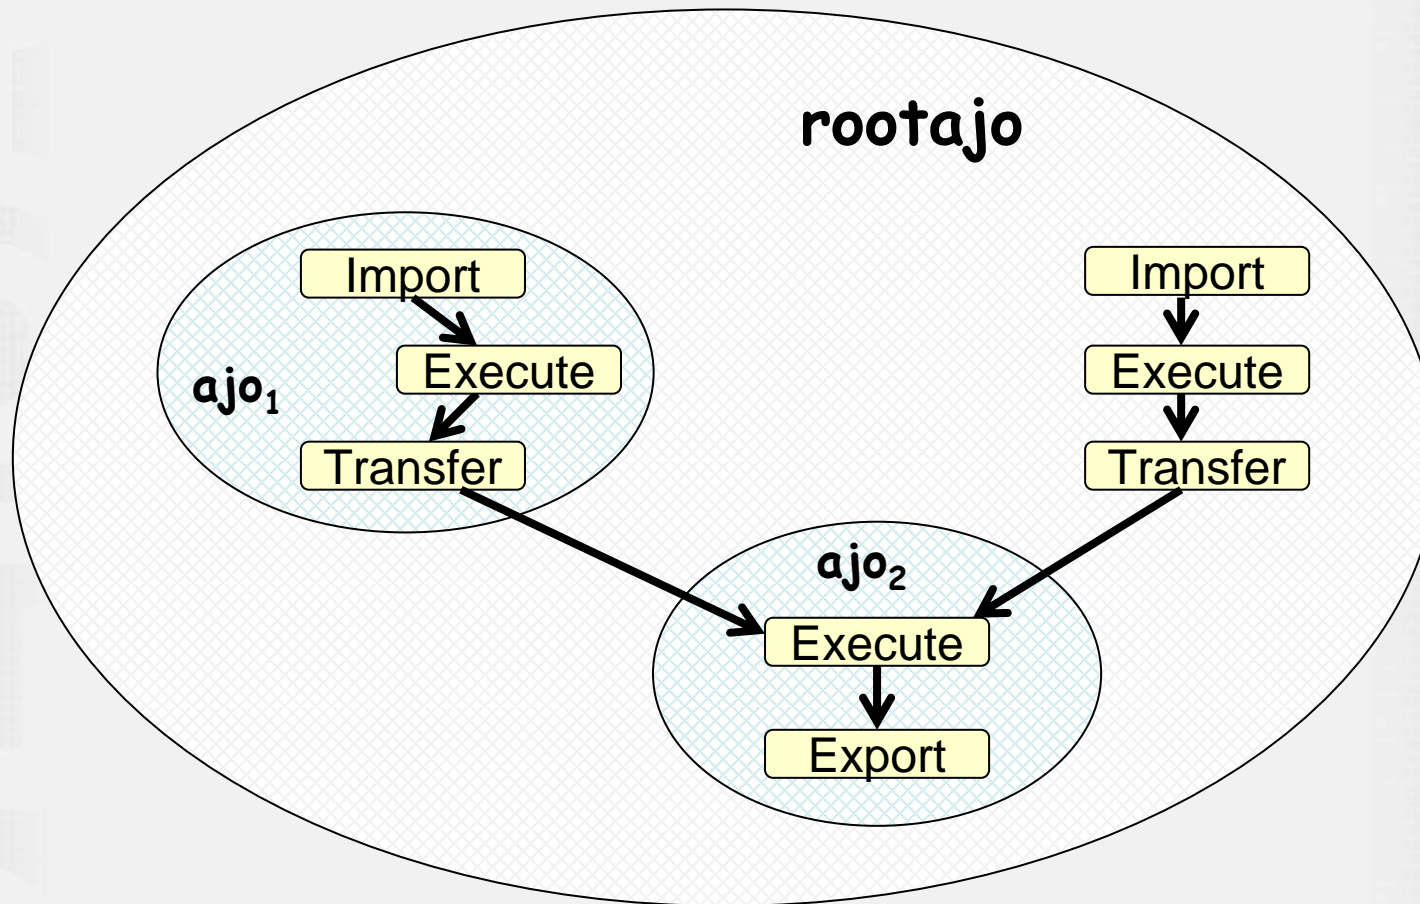 rootajo
Import
Execute
ajo₁
Transfer
Import
Execute
Transfer
ajo₂
Execute
Export